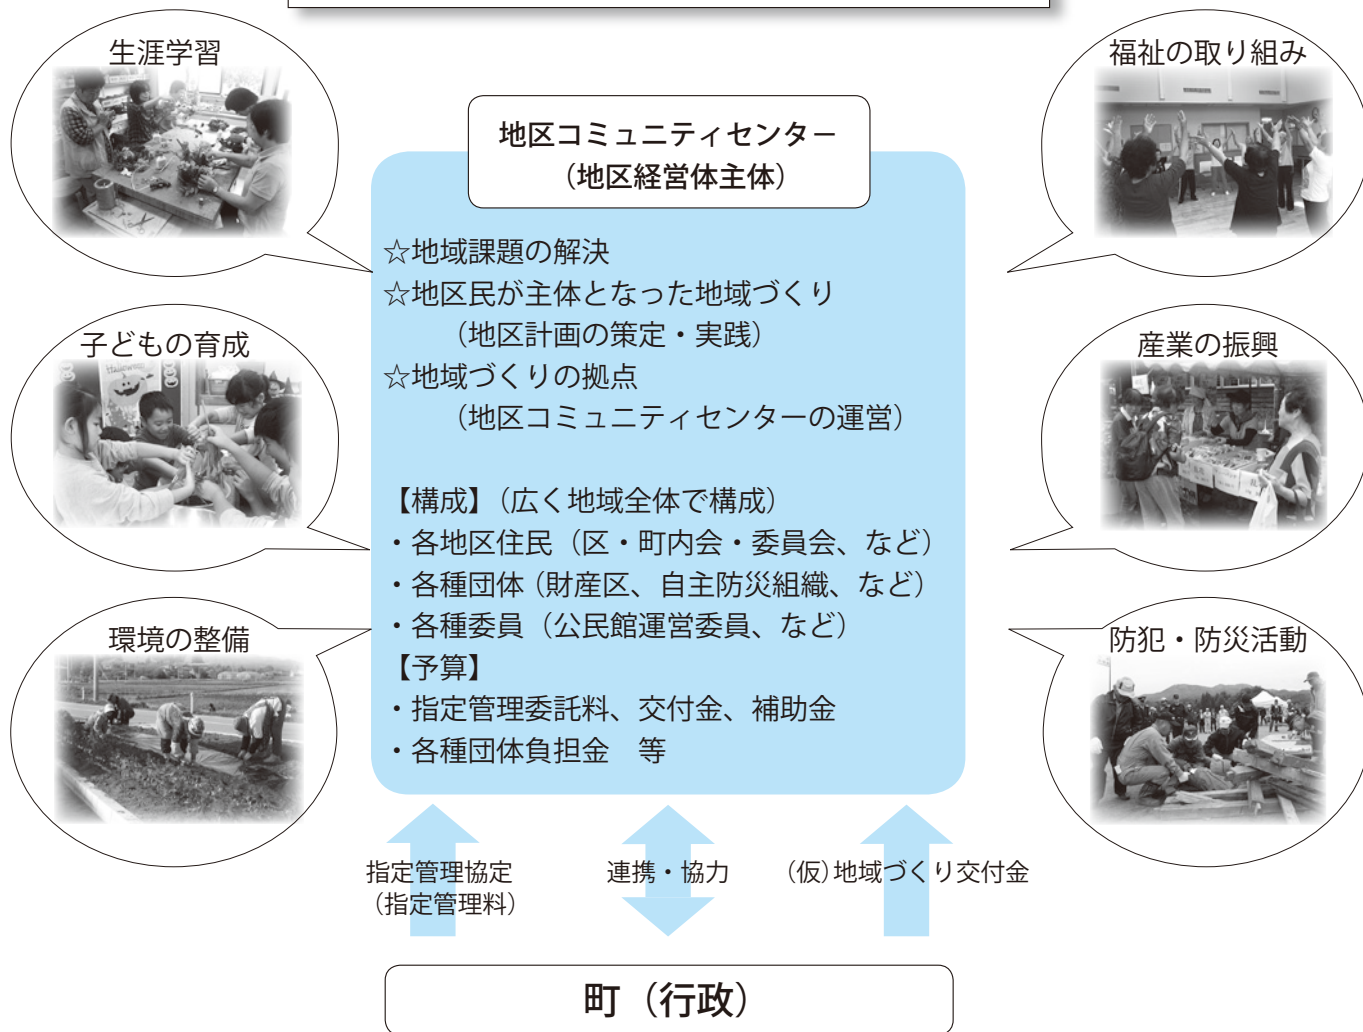 生涯学習
福祉の取り組み
地区コミュニティセンター
（地区経営体主体）
☆地域課題の解決
☆地区民が主体となった地域づくり
（地区計画の策定・実践）
☆地域づくりの拠点
（地区コミュニティセンターの運営）
子どもの育成
産業の振興
【構成】（広く地域全体で構成）
・各地区住民（区・町内会・委員会、など）
・各種団体（財産区、自主防災組織、など）
・各種委員（公民館運営委員、など）
【予算】
・指定管理委託料、交付金、補助金
・各種団体負担金　等
環境の整備
防犯・防災活動
指定管理協定
（指定管理料）
連携・協力
（仮）地域づくり交付金
町（行政）
Halloween